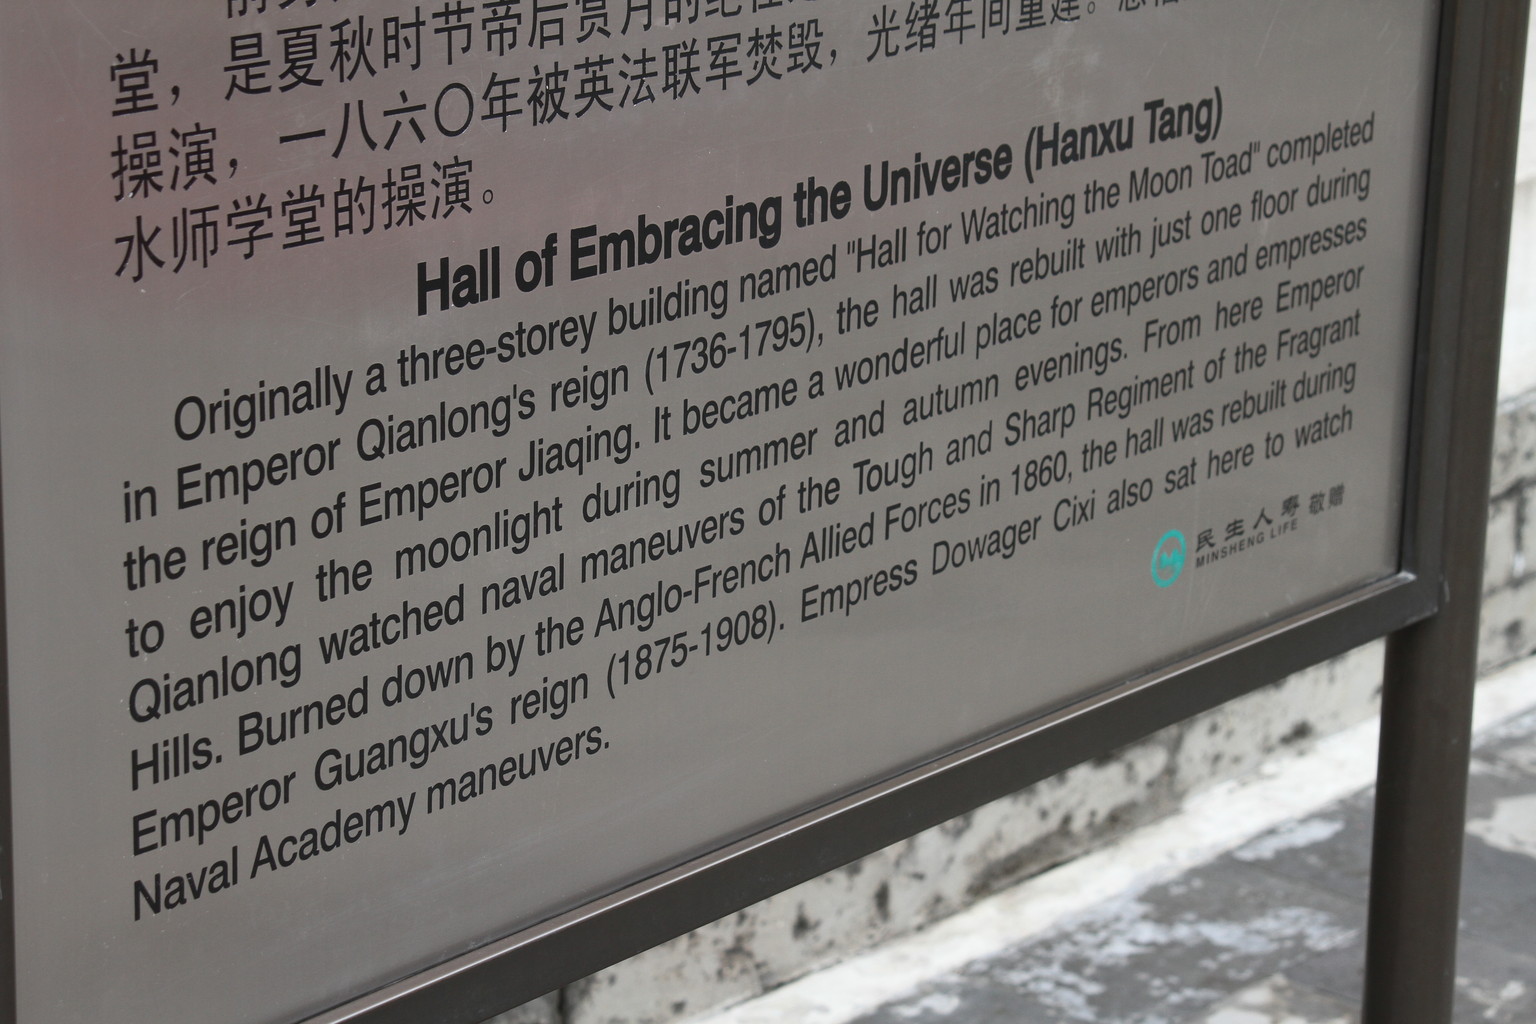 堂，是夏秋时节帝后赏月的绝佳
操演，一八六〇年被英法联军焚毁，光绪年间重建。
水师学堂的操演。
Hall of Embracing the Universe (Hanxu Tang)
Originally a three-storey building named "Hall for Watching the Moon Toad" completed
in Emperor Qianlong's reign (1736-1795), the hall was rebuilt with just one floor during
the reign of Emperor Jiaqing. It became a wonderful place for emperors and empresses
to enjoy the moonlight during summer and autumn evenings. From here Emperor
Qianlong watched naval maneuvers of the Tough and Sharp Regiment of the Fragrant
Hills. Burned down by the Anglo-French Allied Forces in 1860, the hall was rebuilt during
Emperor Guangxu's reign (1875-1908). Empress Dowager Cixi also sat here to watch
Naval Academy maneuvers.
民生人寿 敬赠
MINSHENG LIFE